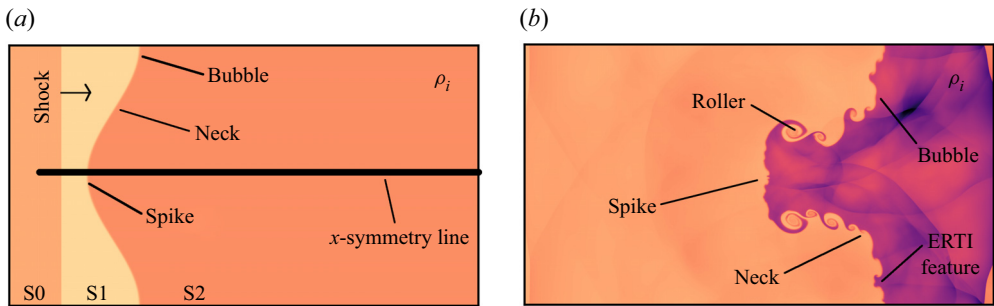 (a)
Shock
Bubble
ρi
Neck
Spike
x-symmetry line
S0 S1 S2
(b)
ρi
Roller
Bubble
Spike
ERTI
feature
Neck